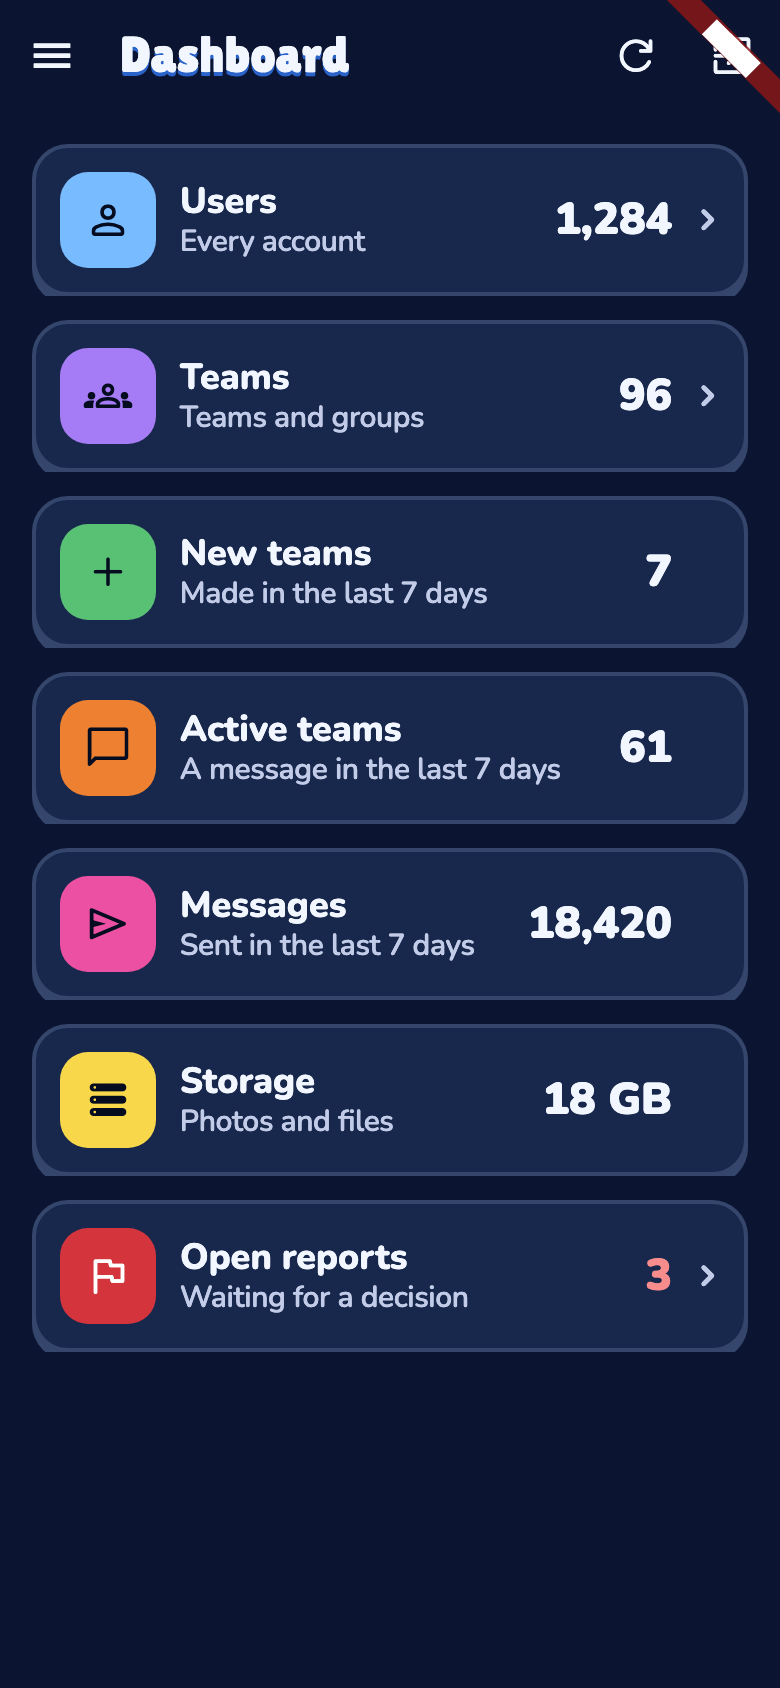 Dashboard
Users
Every account
1,284
Teams
Teams and groups
96
New teams
Made in the last 7 days
7
Active teams
A message in the last 7 days
61
Messages
Sent in the last 7 days
18,420
Storage
Photos and files
18 GB
Open reports
Waiting for a decision
3